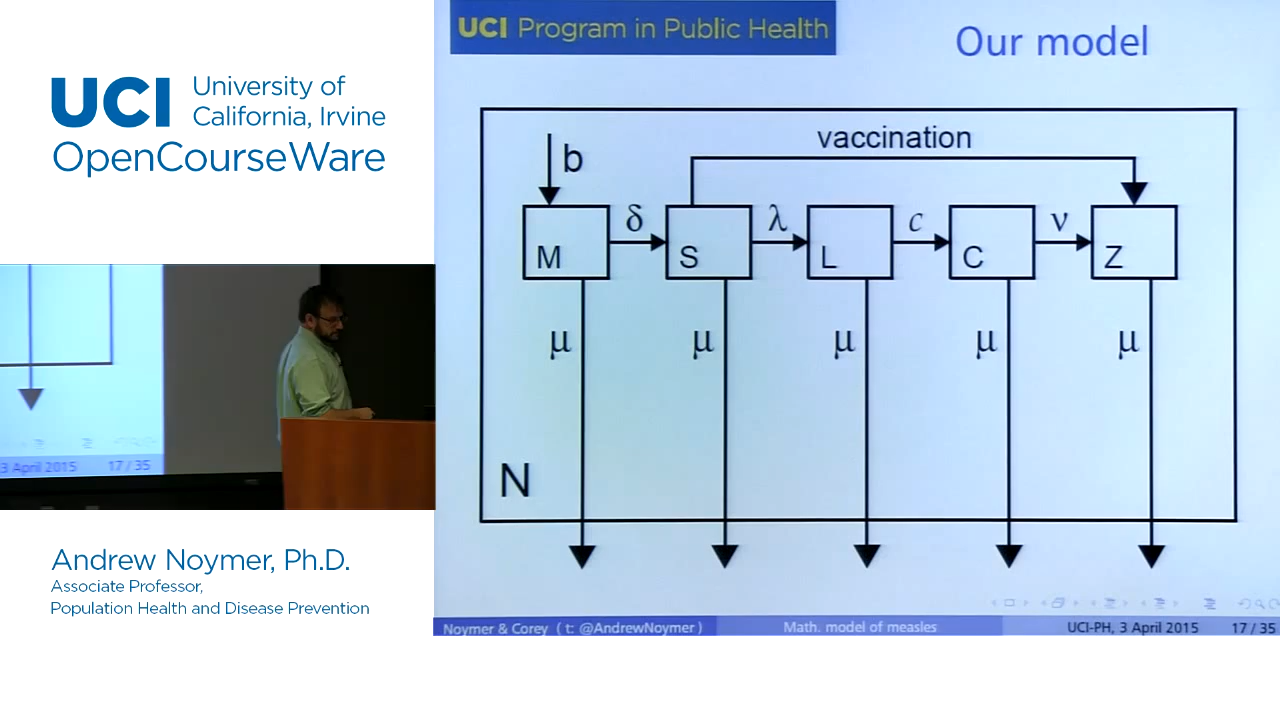 UCI University of
California, Irvine
OpenCourseWare
3 April 2015 17 / 35
Andrew Noymer, Ph.D.
Associate Professor,
Population Health and Disease Prevention
UCI Program in Public Health
Our model
vaccination
b
δ λ c ν
M S L C Z
μ μ μ μ μ
N
Noymer & Corey ( t: @AndrewNoymer ) Math. model of measles UCI-PH, 3 April 2015 17 / 35